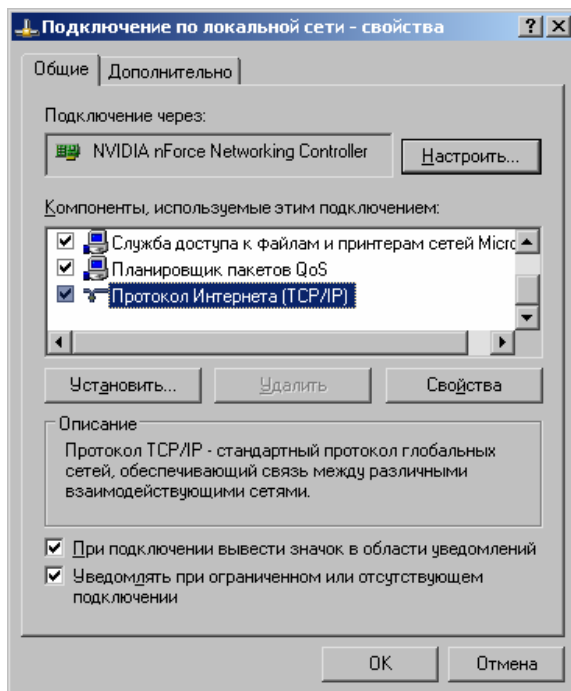 Подключение по локальной сети - свойства
Общие
Дополнительно
Подключение через:
NVIDIA nForce Networking Controller
Настроить...
Компоненты, используемые этим подключением:
Служба доступа к файлам и принтерам сетей Micro
Планировщик пакетов QoS
Протокол Интернета (TCP/IP)
Установить...
Удалить
Свойства
Описание
Протокол TCP/IP - стандартный протокол глобальных
сетей, обеспечивающий связь между различными
взаимодействующими сетями.
При подключении вывести значок в области уведомлений
Уведомлять при ограниченном или отсутствующем
подключении
OK
Отмена